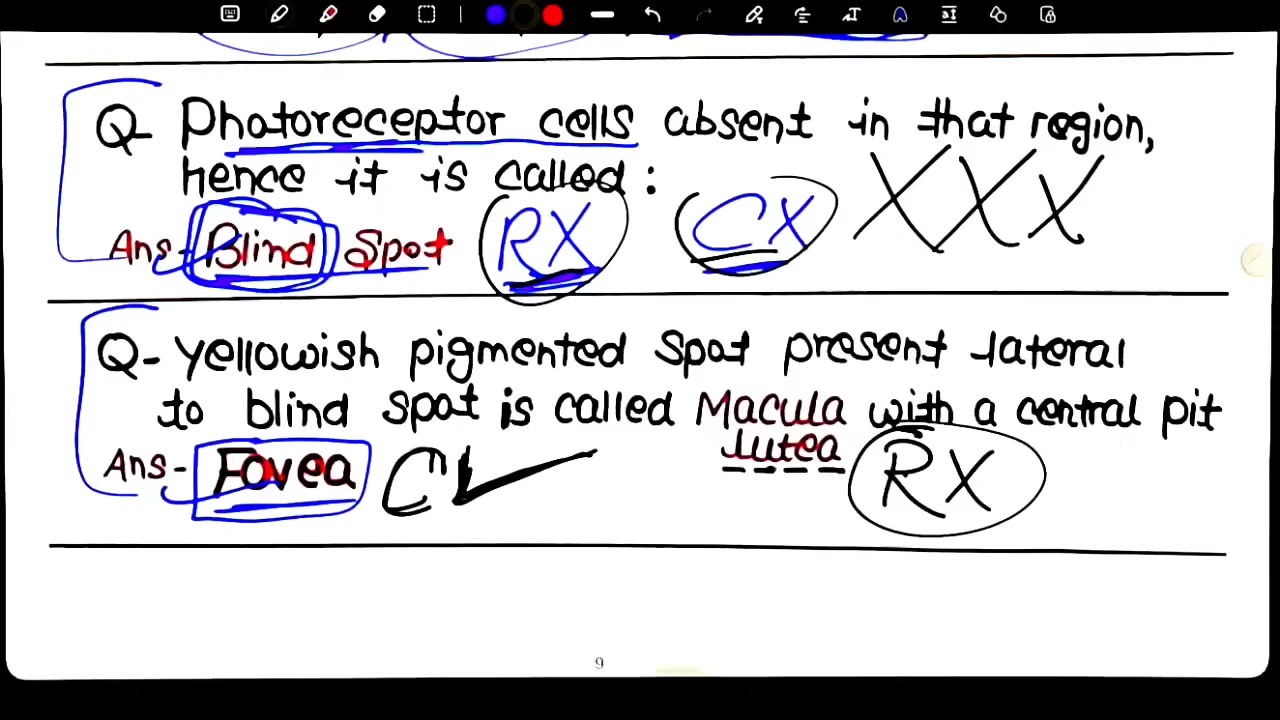 Q- Photoreceptor cells absent in that region,
hence it is called :
Ans- Blind Spot RX CX XXX
Q- Yellowish pigmented spot present lateral
to blind spot is called Macula with a central pit
lutea
Ans- Fovea C✓ RX
9